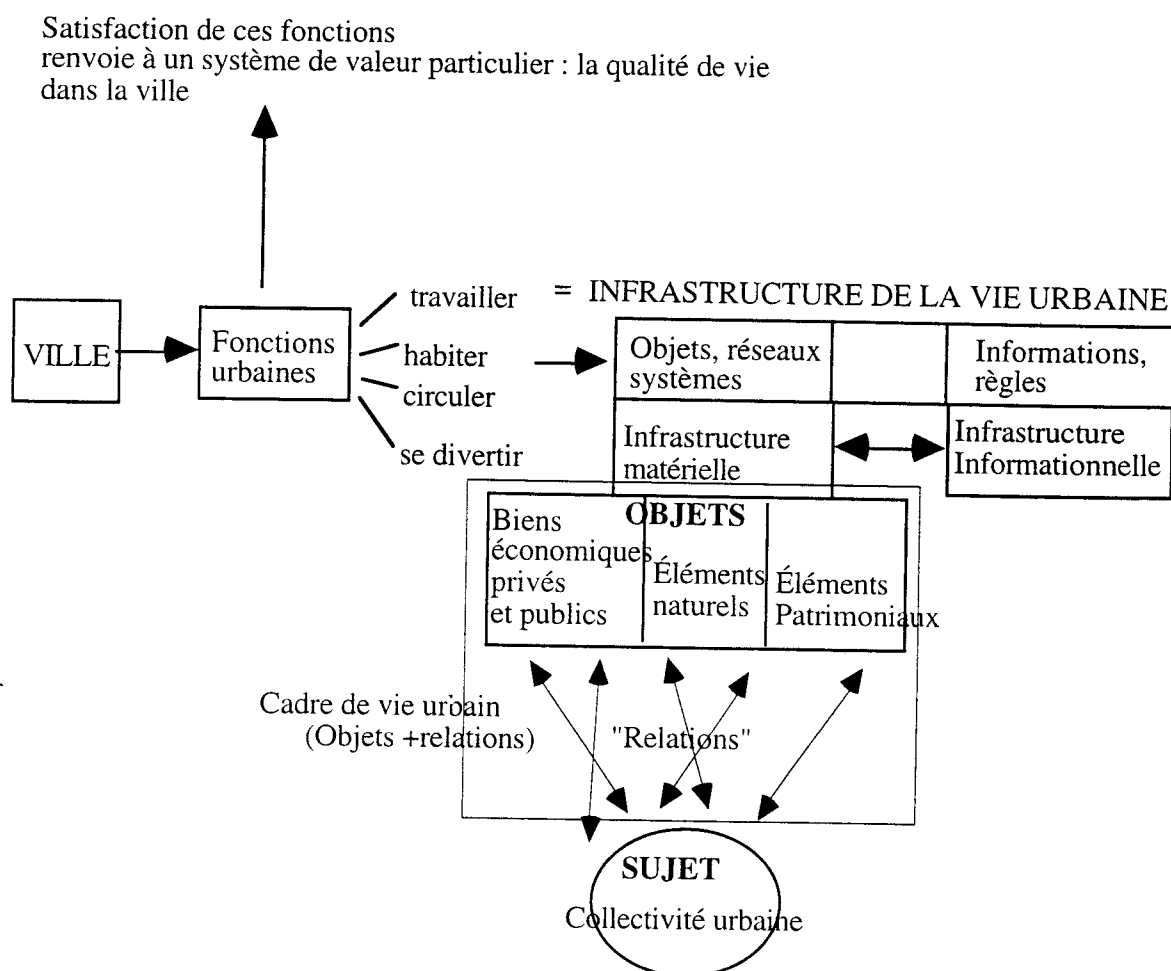 Satisfaction de ces fonctions
renvoie à un système de valeur particulier : la qualité de vie
dans la ville
VILLE
Fonctions
urbaines
travailler
habiter
circuler
se divertir
= INFRASTRUCTURE DE LA VIE URBAINE
Objets, réseaux
systèmes
Informations,
règles
Infrastructure
matérielle
Infrastructure
Informationnelle
OBJETS
Biens
économiques
privés
et publics
Éléments
naturels
Éléments
Patrimoniaux
Cadre de vie urbain
(Objets +relations)
"Relations"
SUJET
Collectivité urbaine